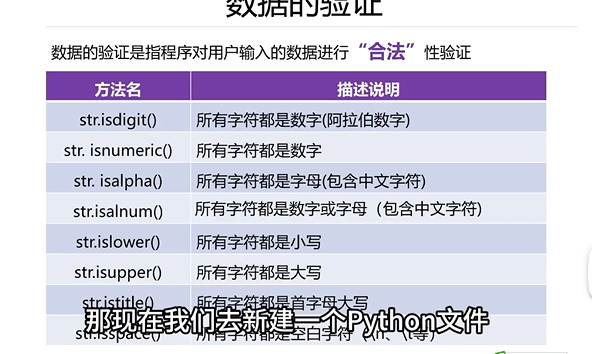 数据的验证
数据的验证是指程序对用户输入的数据进行“合法”性验证
方法名 描述说明
str.isdigit() 所有字符都是数字(阿拉伯数字)
str. isnumeric() 所有字符都是数字
str. isalpha() 所有字符都是字母(包含中文字符)
str.isalnum() 所有字符都是数字或字母（包含中文字符)
str.islower() 所有字符都是小写
str.isupper() 所有字符都是大写
str.istitle() 所有字符都是首字母大写
那现在我们去新建一个Python文件
str.isspace() 所有字符都是空白字符（\n、\t等）